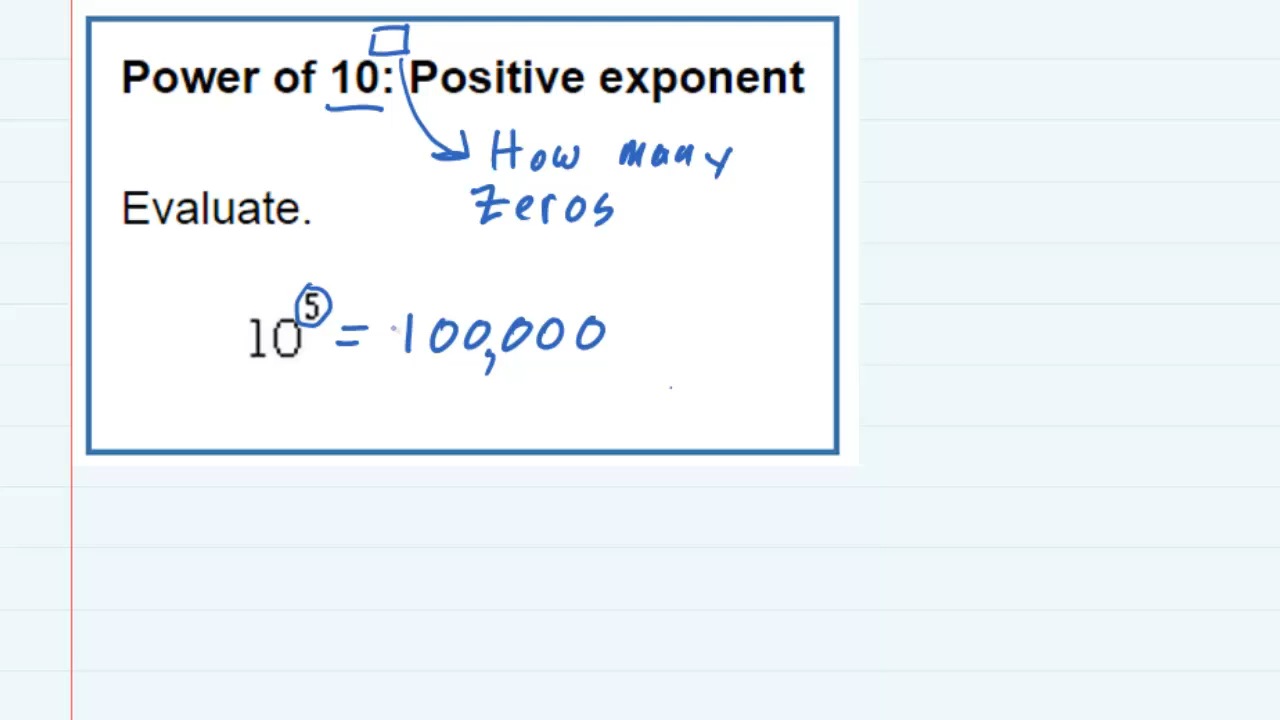 Power of 10: Positive exponent
How many
Evaluate.
Zeros
10⁵ = 100,000